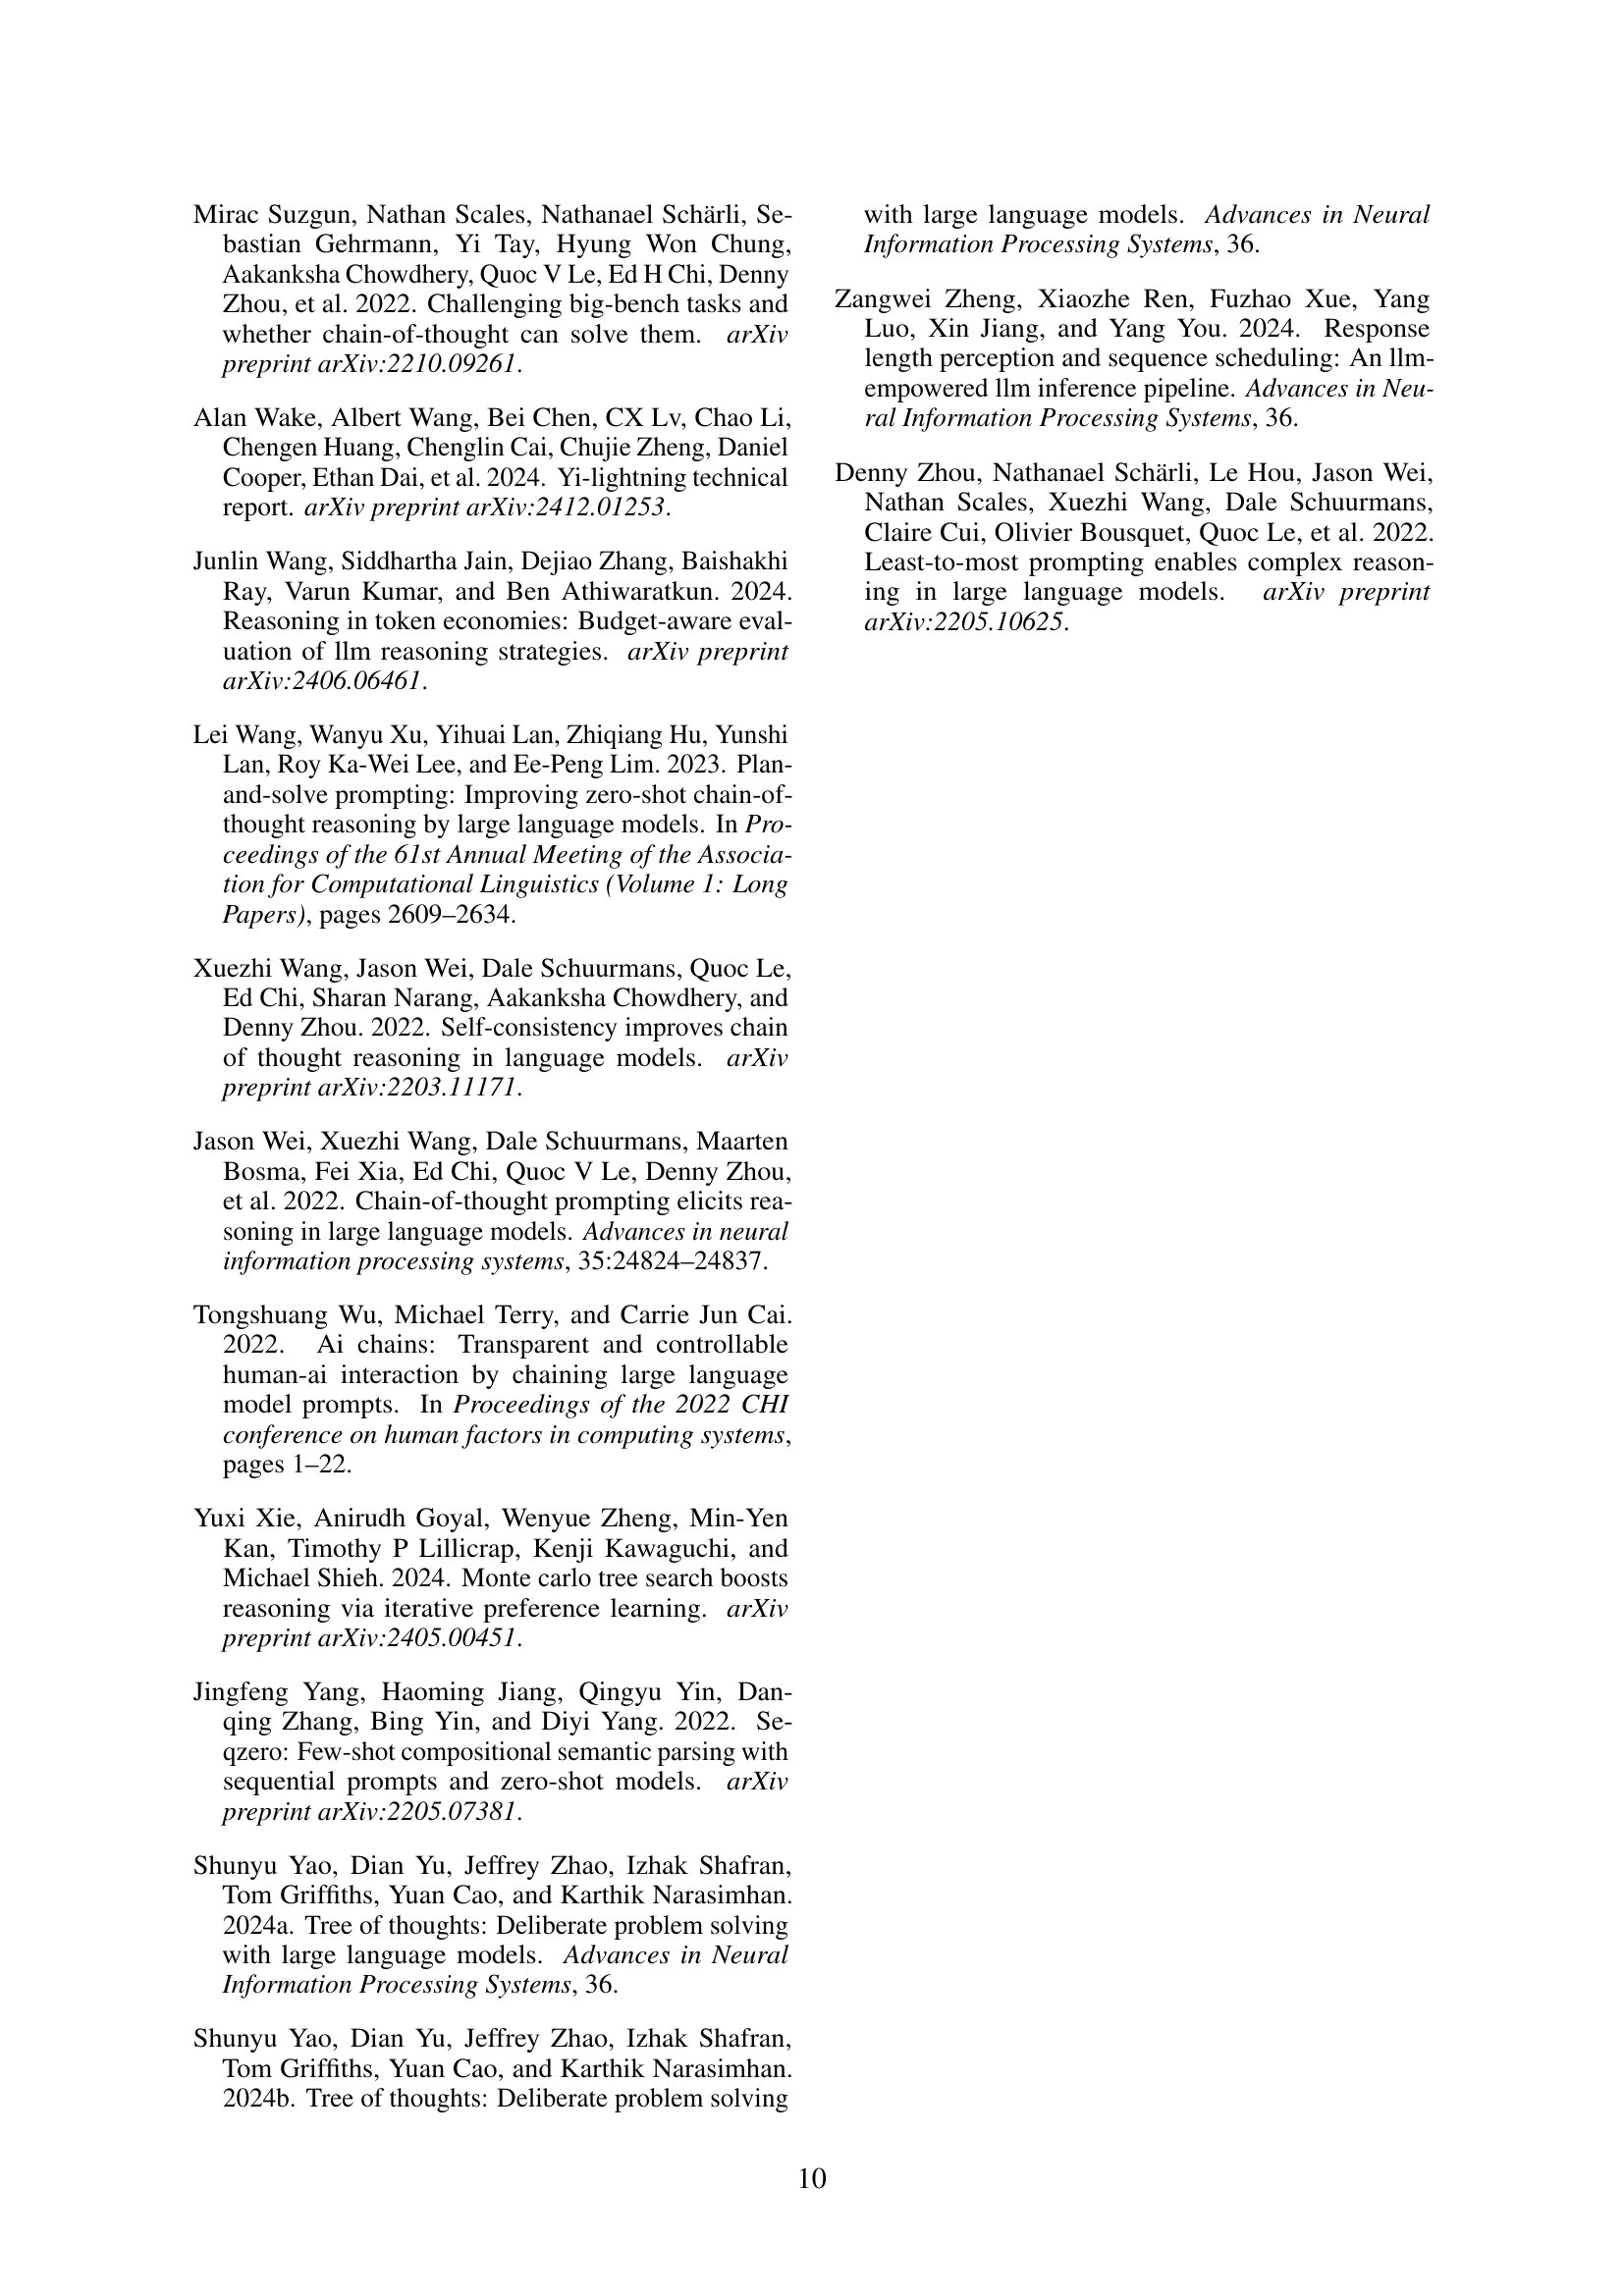 Mirac Suzgun, Nathan Scales, Nathanael Schärli, Se-
bastian Gehrmann, Yi Tay, Hyung Won Chung,
Aakanksha Chowdhery, Quoc V Le, Ed H Chi, Denny
Zhou, et al. 2022. Challenging big-bench tasks and
whether chain-of-thought can solve them. arXiv
preprint arXiv:2210.09261.
Alan Wake, Albert Wang, Bei Chen, CX Lv, Chao Li,
Chengen Huang, Chenglin Cai, Chujie Zheng, Daniel
Cooper, Ethan Dai, et al. 2024. Yi-lightning technical
report. arXiv preprint arXiv:2412.01253.
Junlin Wang, Siddhartha Jain, Dejiao Zhang, Baishakhi
Ray, Varun Kumar, and Ben Athiwaratkun. 2024.
Reasoning in token economies: Budget-aware eval-
uation of llm reasoning strategies. arXiv preprint
arXiv:2406.06461.
Lei Wang, Wanyu Xu, Yihuai Lan, Zhiqiang Hu, Yunshi
Lan, Roy Ka-Wei Lee, and Ee-Peng Lim. 2023. Plan-
and-solve prompting: Improving zero-shot chain-of-
thought reasoning by large language models. In Pro-
ceedings of the 61st Annual Meeting of the Associa-
tion for Computational Linguistics (Volume 1: Long
Papers), pages 2609–2634.
Xuezhi Wang, Jason Wei, Dale Schuurmans, Quoc Le,
Ed Chi, Sharan Narang, Aakanksha Chowdhery, and
Denny Zhou. 2022. Self-consistency improves chain
of thought reasoning in language models. arXiv
preprint arXiv:2203.11171.
Jason Wei, Xuezhi Wang, Dale Schuurmans, Maarten
Bosma, Fei Xia, Ed Chi, Quoc V Le, Denny Zhou,
et al. 2022. Chain-of-thought prompting elicits rea-
soning in large language models. Advances in neural
information processing systems, 35:24824–24837.
Tongshuang Wu, Michael Terry, and Carrie Jun Cai.
2022. Ai chains: Transparent and controllable
human-ai interaction by chaining large language
model prompts. In Proceedings of the 2022 CHI
conference on human factors in computing systems,
pages 1–22.
Yuxi Xie, Anirudh Goyal, Wenyue Zheng, Min-Yen
Kan, Timothy P Lillicrap, Kenji Kawaguchi, and
Michael Shieh. 2024. Monte carlo tree search boosts
reasoning via iterative preference learning. arXiv
preprint arXiv:2405.00451.
Jingfeng Yang, Haoming Jiang, Qingyu Yin, Dan-
qing Zhang, Bing Yin, and Diyi Yang. 2022. Se-
qzero: Few-shot compositional semantic parsing with
sequential prompts and zero-shot models. arXiv
preprint arXiv:2205.07381.
Shunyu Yao, Dian Yu, Jeffrey Zhao, Izhak Shafran,
Tom Griffiths, Yuan Cao, and Karthik Narasimhan.
2024a. Tree of thoughts: Deliberate problem solving
with large language models. Advances in Neural
Information Processing Systems, 36.
Shunyu Yao, Dian Yu, Jeffrey Zhao, Izhak Shafran,
Tom Griffiths, Yuan Cao, and Karthik Narasimhan.
2024b. Tree of thoughts: Deliberate problem solving
with large language models. Advances in Neural
Information Processing Systems, 36.
Zangwei Zheng, Xiaozhe Ren, Fuzhao Xue, Yang
Luo, Xin Jiang, and Yang You. 2024. Response
length perception and sequence scheduling: An llm-
empowered llm inference pipeline. Advances in Neu-
ral Information Processing Systems, 36.
Denny Zhou, Nathanael Schärli, Le Hou, Jason Wei,
Nathan Scales, Xuezhi Wang, Dale Schuurmans,
Claire Cui, Olivier Bousquet, Quoc Le, et al. 2022.
Least-to-most prompting enables complex reason-
ing in large language models. arXiv preprint
arXiv:2205.10625.
10